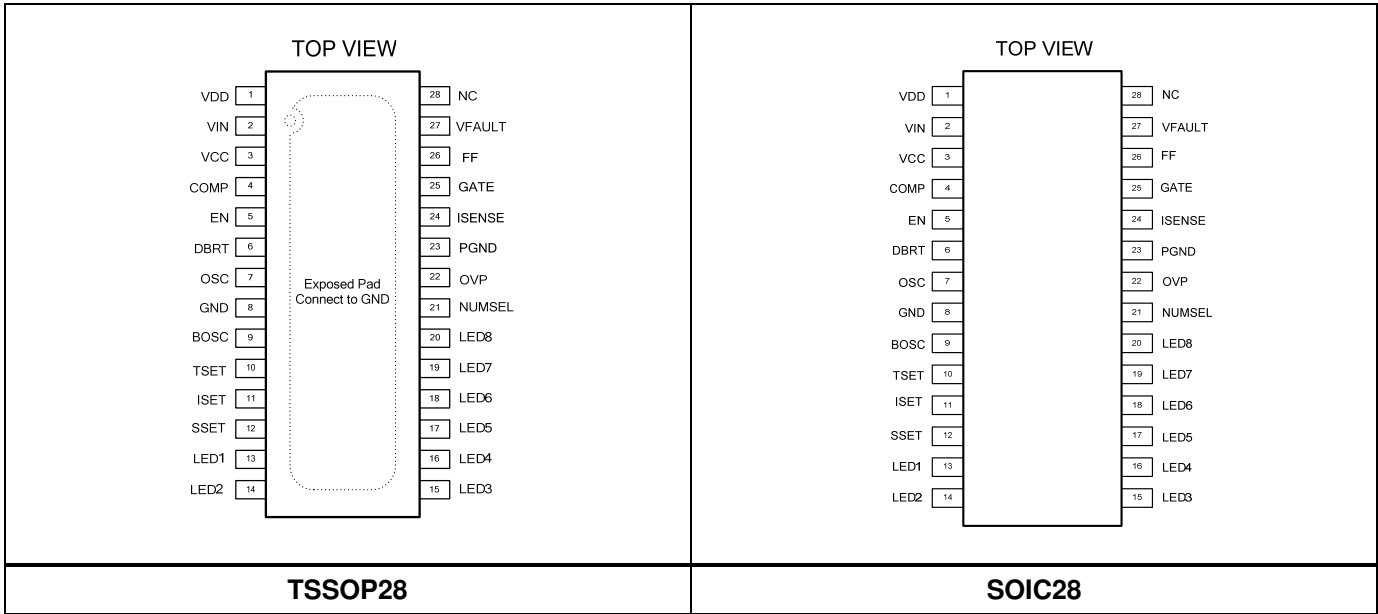 TOP VIEW
VDD 1
28 NC
VIN 2
27 VFAULT
VCC 3
26 FF
COMP 4
25 GATE
EN 5
24 ISENSE
DBRT 6
23 PGND
OSC 7
22 OVP
GND 8
21 NUMSEL
BOSC 9
20 LED8
TSET 10
19 LED7
ISET 11
18 LED6
SSET 12
17 LED5
LED1 13
16 LED4
LED2 14
15 LED3
Exposed Pad
Connect to GND
TSSOP28
TOP VIEW
VDD 1
28 NC
VIN 2
27 VFAULT
VCC 3
26 FF
COMP 4
25 GATE
EN 5
24 ISENSE
DBRT 6
23 PGND
OSC 7
22 OVP
GND 8
21 NUMSEL
BOSC 9
20 LED8
TSET 10
19 LED7
ISET 11
18 LED6
SSET 12
17 LED5
LED1 13
16 LED4
LED2 14
15 LED3
SOIC28